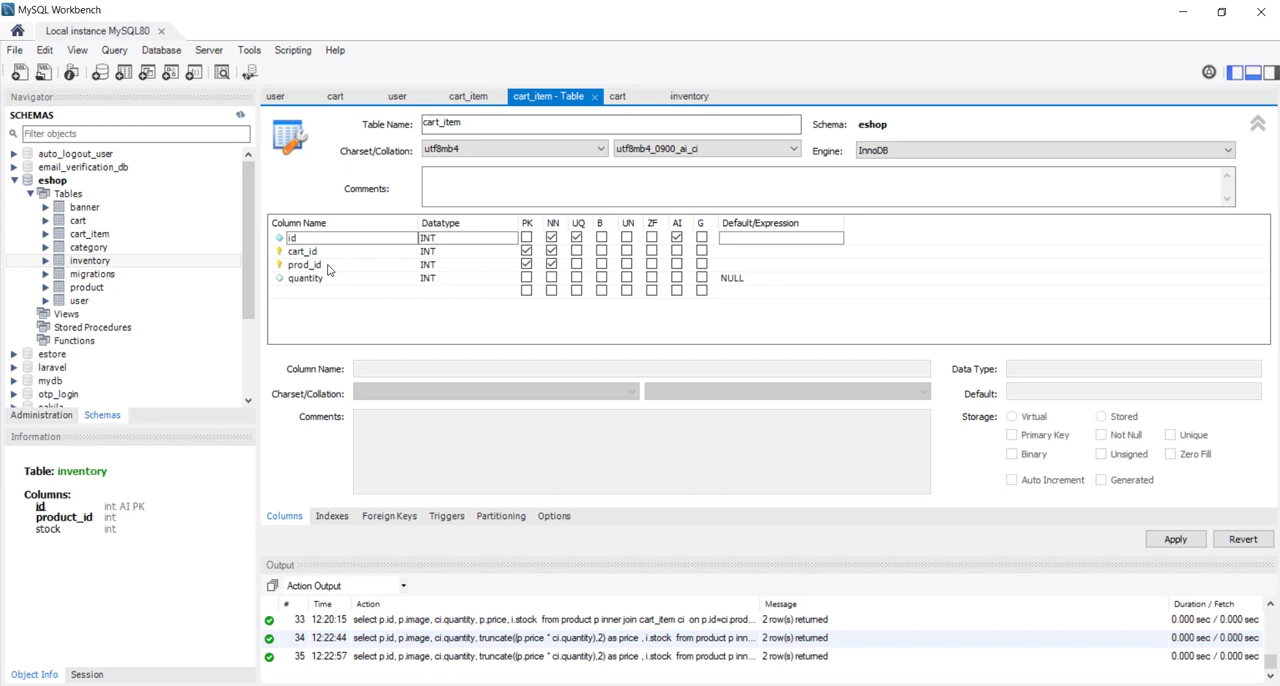 MySQL Workbench
Local instance MySQL80
File Edit View Query Database Server Tools Scripting Help
Navigator
SCHEMAS
Filter objects
auto_logout_user
email_verification_db
eshop
Tables
banner
cart
cart_item
category
inventory
migrations
product
user
Views
Stored Procedures
Functions
estore
laravel
mydb
otp_login
Administration Schemas
Information
Table: inventory
Columns:
id int AI PK
product_id int
stock int
Object Info Session
user cart user cart_item cart_item - Table cart inventory
Table Name: cart_item Schema: eshop
Charset/Collation: utf8mb4 utf8mb4_0900_ai_ci Engine: InnoDB
Comments:
Column Name Datatype PK NN UQ B UN ZF AI G Default/Expression
id INT
cart_id INT
prod_id INT
quantity INT NULL
Column Name: Data Type:
Charset/Collation: Default:
Comments: Storage: Virtual Stored
Primary Key Not Null Unique
Binary Unsigned Zero Fill
Auto Increment Generated
Columns Indexes Foreign Keys Triggers Partitioning Options
Apply Revert
Output
Action Output
# Time Action Message Duration / Fetch
33 12:20:15 select p.id, p.image, ci.quantity, p.price, i.stock from product p inner join cart_item ci on p.id=ci.prod... 2 row(s) returned 0.000 sec / 0.000 sec
34 12:22:44 select p.id, p.image, ci.quantity, truncate((p.price * ci.quantity),2) as price , i.stock from product p inn... 2 row(s) returned 0.000 sec / 0.000 sec
35 12:22:57 select p.id, p.image, ci.quantity, truncate((p.price * ci.quantity),2) as price , i.stock from product p inn... 2 row(s) returned 0.000 sec / 0.000 sec